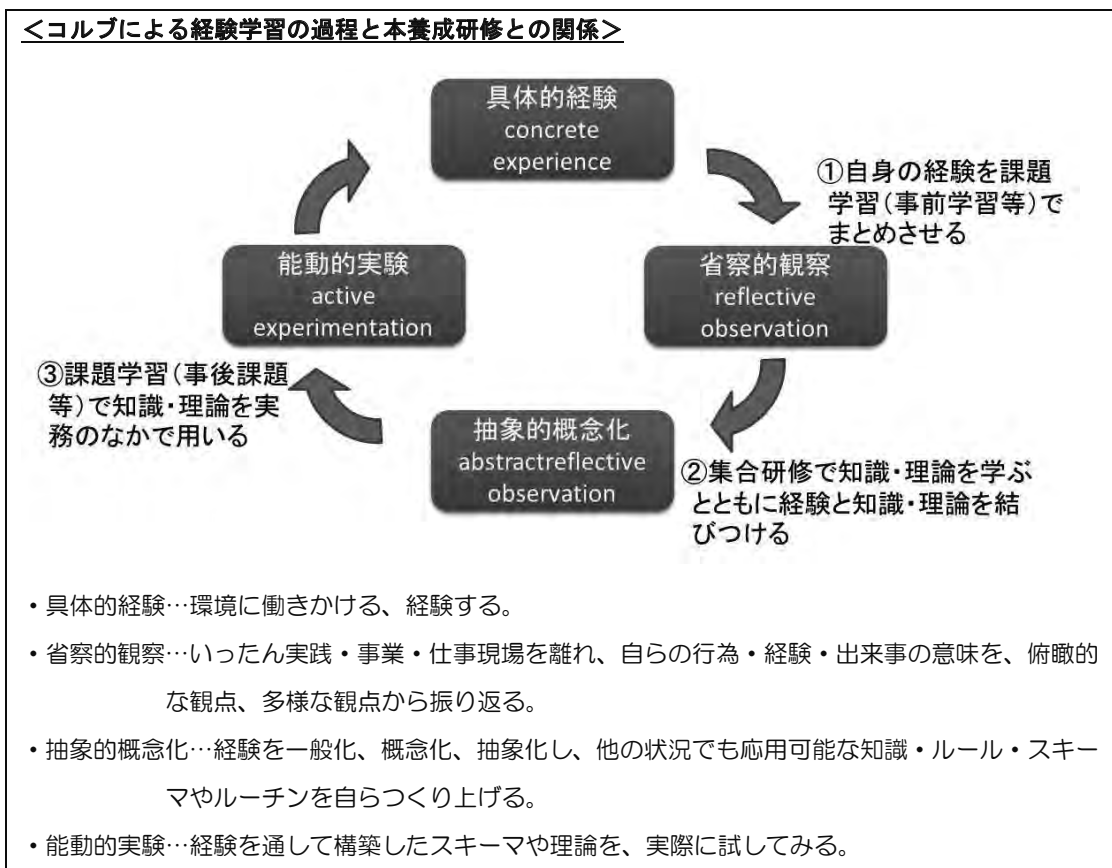 ＜コルブによる経験学習の過程と本養成研修との関係＞
具体的経験
concrete
experience
①自身の経験を課題
学習（事前学習等）で
まとめさせる
能動的実験
active
experimentation
省察的観察
reflective
observation
③課題学習（事後課題
等）で知識・理論を実
務のなかで用いる
抽象的概念化
abstractreflective
observation
②集合研修で知識・理論を学ぶ
とともに経験と知識・理論を結
びつける
・具体的経験…環境に働きかける、経験する。
・省察的観察…いったん実践・事業・仕事現場を離れ、自らの行為・経験・出来事の意味を、俯瞰的
な観点、多様な観点から振り返る。
・抽象的概念化…経験を一般化、概念化、抽象化し、他の状況でも応用可能な知識・ルール・スキー
マやルーチンを自らつくり上げる。
・能動的実験…経験を通して構築したスキーマや理論を、実際に試してみる。